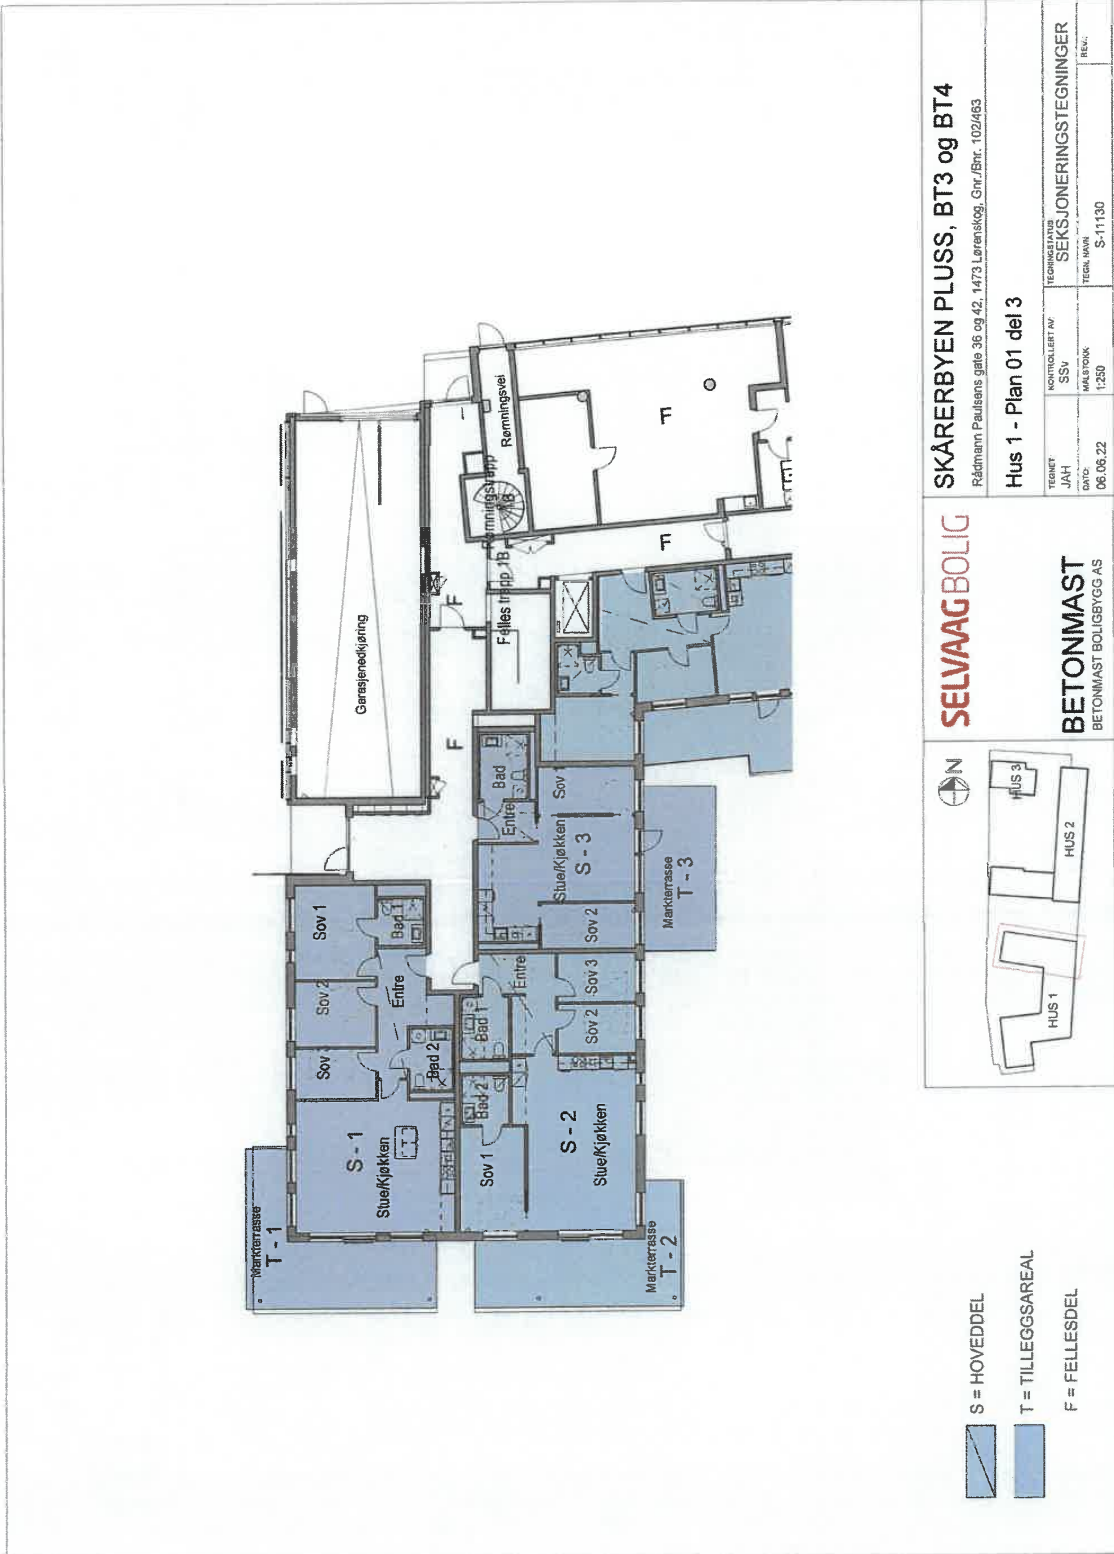 Garasjenedkjøring
F
F
Rømningsvei
Rømningstrapp
1B
Felles trapp 1B
F
F
Sov 1
Bad 1
Sov 2
Entre
Sov
Bad 2
S - 1
Stue/Kjøkken
Markterrasse
T - 1
Bad
Entre
Sov 1
Stue/Kjøkken
S - 3
Sov 2
Markterrasse
T - 3
Entre
Sov 3
Bad 1
Sov 2
Bad 2
Sov 1
S - 2
Stue/Kjøkken
Markterrasse
T - 2
S = HOVEDDEL
T = TILLEGGSAREAL
F = FELLESDEL
N
HUS 1
HUS 2
HUS 3
SELVAAGBOLIG
BETONMAST
BETONMAST BOLIGBYGG AS
SKÅRERBYEN PLUSS, BT3 og BT4
Rådmann Paulsens gate 36 og 42, 1473 Lørenskog, Gnr./Bnr. 102/463
Hus 1 - Plan 01 del 3
TEGNET:
JAH
KONTROLLERT AV:
SSv
TEGNINGSTATUS
SEKSJONERINGSTEGNINGER
DATO:
06.06.22
MÅLSTOKK:
1:250
TEGN. NAVN
S-11130
REV.: